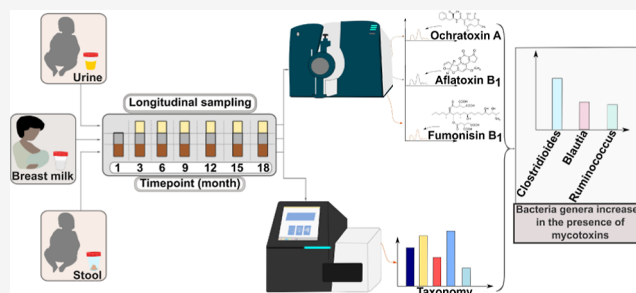 Urine
Breast milk
Stool
Longitudinal sampling
1 3 6 9 12 15 18
Timepoint (month)
Ochratoxin A
Aflatoxin B1
Fumonisin B1
Taxonomy
Clostridioides
Blautia
Ruminococcus
Bacteria genera increase
in the presence of
mycotoxins